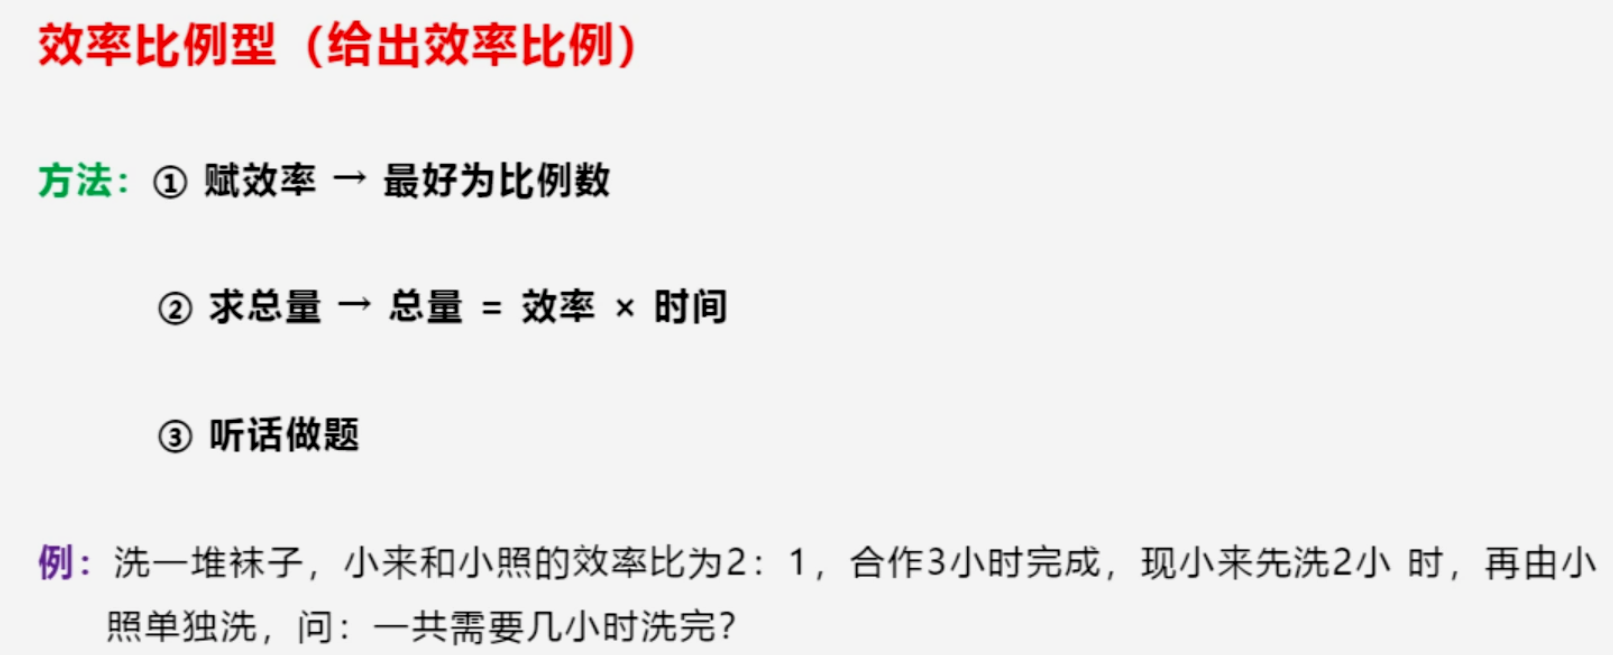 效率比例型（给出效率比例）
方法：① 赋效率 → 最好为比例数
② 求总量 → 总量 = 效率 × 时间
③ 听话做题
例：洗一堆袜子，小来和小照的效率比为2：1，合作3小时完成，现小来先洗2小 时，再由小
照单独洗，问：一共需要几小时洗完？